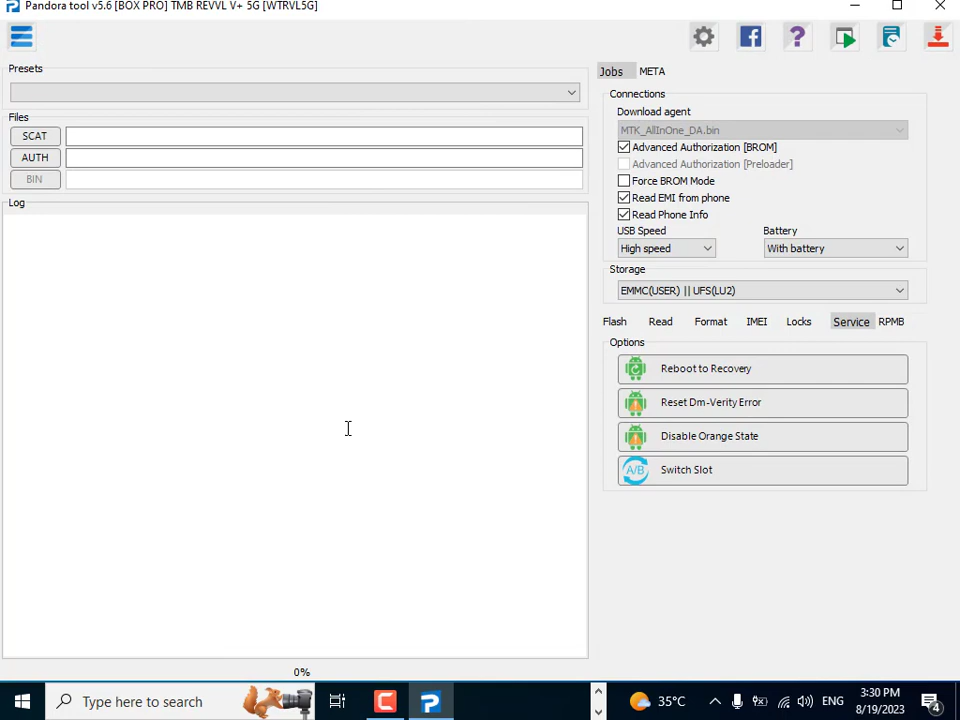 Pandora tool v5.6 [BOX PRO] TMB REVVL V+ 5G [WTRVL5G]
Presets
Files
SCAT
AUTH
BIN
Log
0%
Jobs META
Connections
Download agent
MTK_AllInOne_DA.bin
Advanced Authorization [BROM]
Advanced Authorization [Preloader]
Force BROM Mode
Read EMI from phone
Read Phone Info
USB Speed Battery
High speed With battery
Storage
EMMC(USER) || UFS(LU2)
Flash Read Format IMEI Locks Service RPMB
Options
Reboot to Recovery
Reset Dm-Verity Error
Disable Orange State
A/B Switch Slot
Type here to search
35°C
ENG
3:30 PM
8/19/2023
4